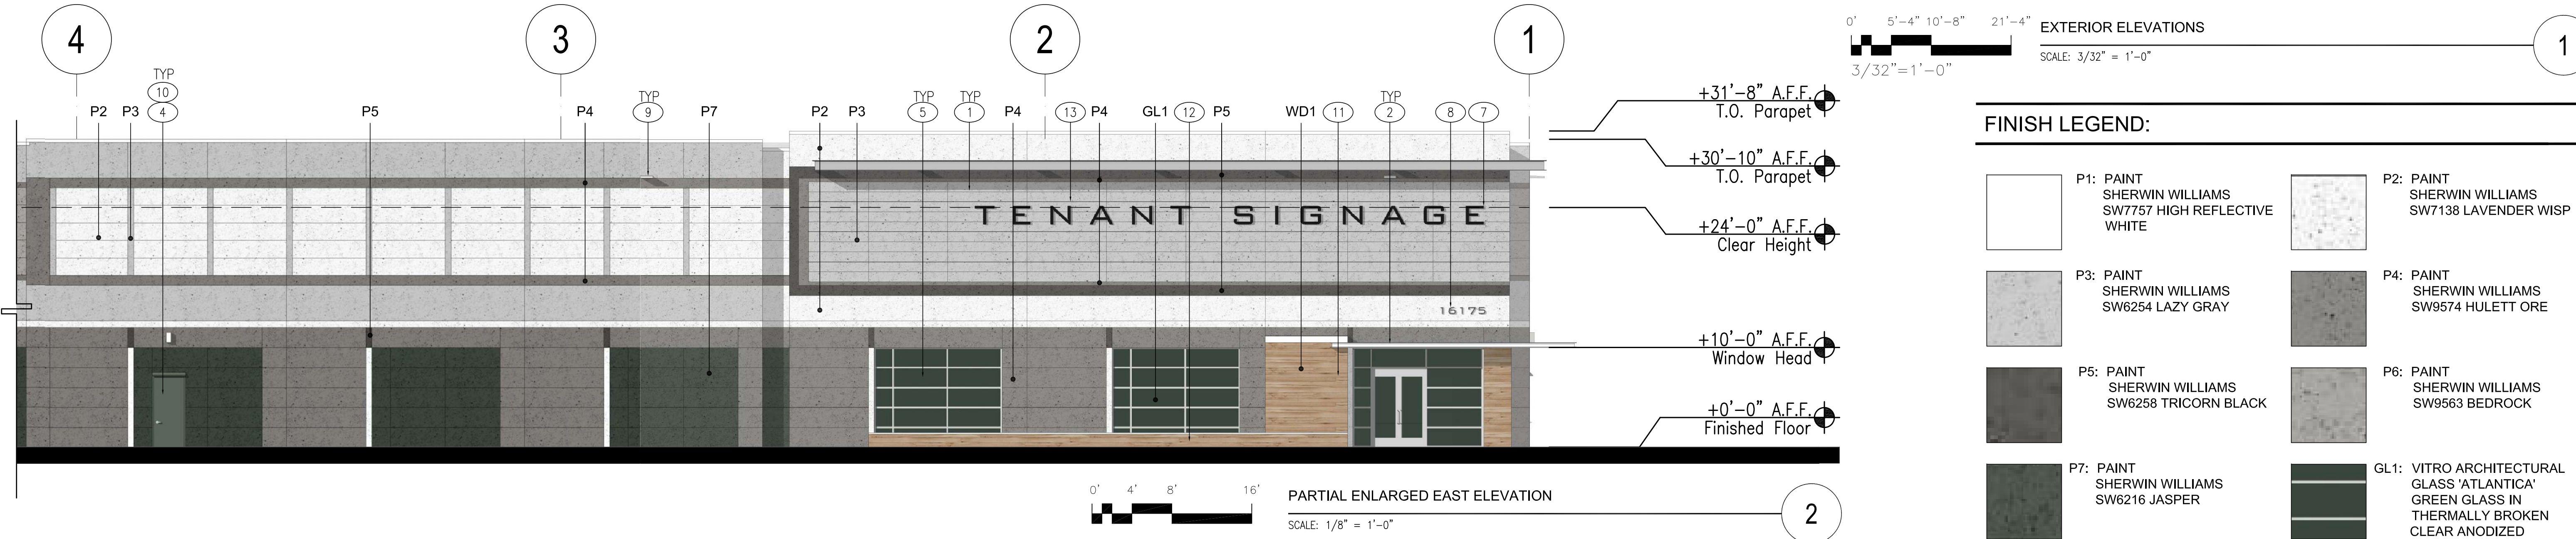 4
3
2
1
TYP
10
4
P2
P3
P5
P4
TYP
9
P7
P2
P3
TYP
5
TYP
1
P4
13
P4
GL1
12
P5
WD1
11
TYP
2
8
7
TENANT SIGNAGE
16175
+31'-8" A.F.F.
T.O. Parapet
+30'-10" A.F.F.
T.O. Parapet
+24'-0" A.F.F.
Clear Height
+10'-0" A.F.F.
Window Head
+0'-0" A.F.F.
Finished Floor
0' 4' 8' 16'
PARTIAL ENLARGED EAST ELEVATION
SCALE: 1/8" = 1'-0"
2
0' 5'-4" 10'-8" 21'-4"
3/32"=1'-0"
EXTERIOR ELEVATIONS
SCALE: 3/32" = 1'-0"
1
FINISH LEGEND:
P1: PAINT
SHERWIN WILLIAMS
SW7757 HIGH REFLECTIVE
WHITE
P2: PAINT
SHERWIN WILLIAMS
SW7138 LAVENDER WISP
P3: PAINT
SHERWIN WILLIAMS
SW6254 LAZY GRAY
P4: PAINT
SHERWIN WILLIAMS
SW9574 HULETT ORE
P5: PAINT
SHERWIN WILLIAMS
SW6258 TRICORN BLACK
P6: PAINT
SHERWIN WILLIAMS
SW9563 BEDROCK
P7: PAINT
SHERWIN WILLIAMS
SW6216 JASPER
GL1: VITRO ARCHITECTURAL
GLASS 'ATLANTICA'
GREEN GLASS IN
THERMALLY BROKEN
CLEAR ANODIZED